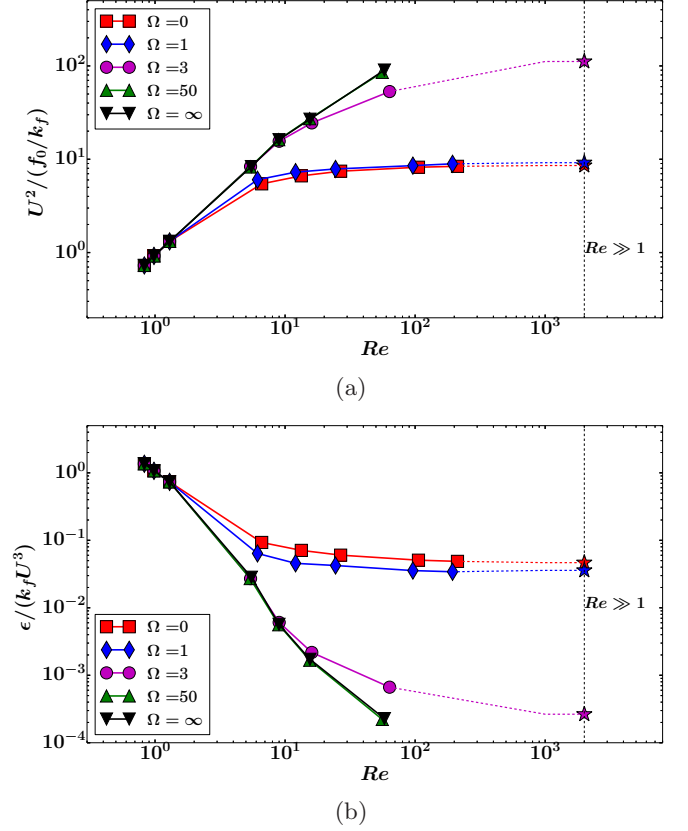 Ω =0
Ω =1
Ω =3
Ω =50
Ω = ∞
10²
10¹
10⁰
U²/(f₀/k_f)
Re ≫ 1
10⁰ 10¹ 10² 10³
Re
(a)
10⁰
10⁻¹
10⁻²
10⁻³
10⁻⁴
ϵ/(k_f U³)
Re ≫ 1
Ω =0
Ω =1
Ω =3
Ω =50
Ω = ∞
10⁰ 10¹ 10² 10³
Re
(b)